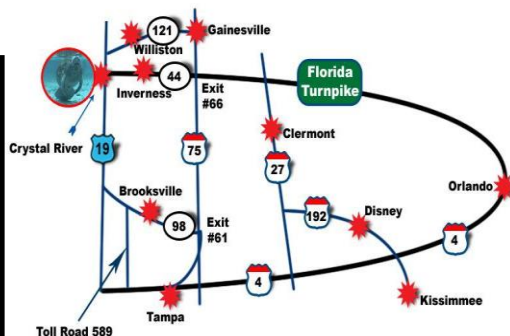 121
Gainesville
Williston
Florida
Turnpike
44
Inverness
Exit
#66
Crystal River
Clermont
19
75
27
Brooksville
Orlando
192
Disney
98
Exit
#61
4
4
Kissimmee
Tampa
Toll Road 589